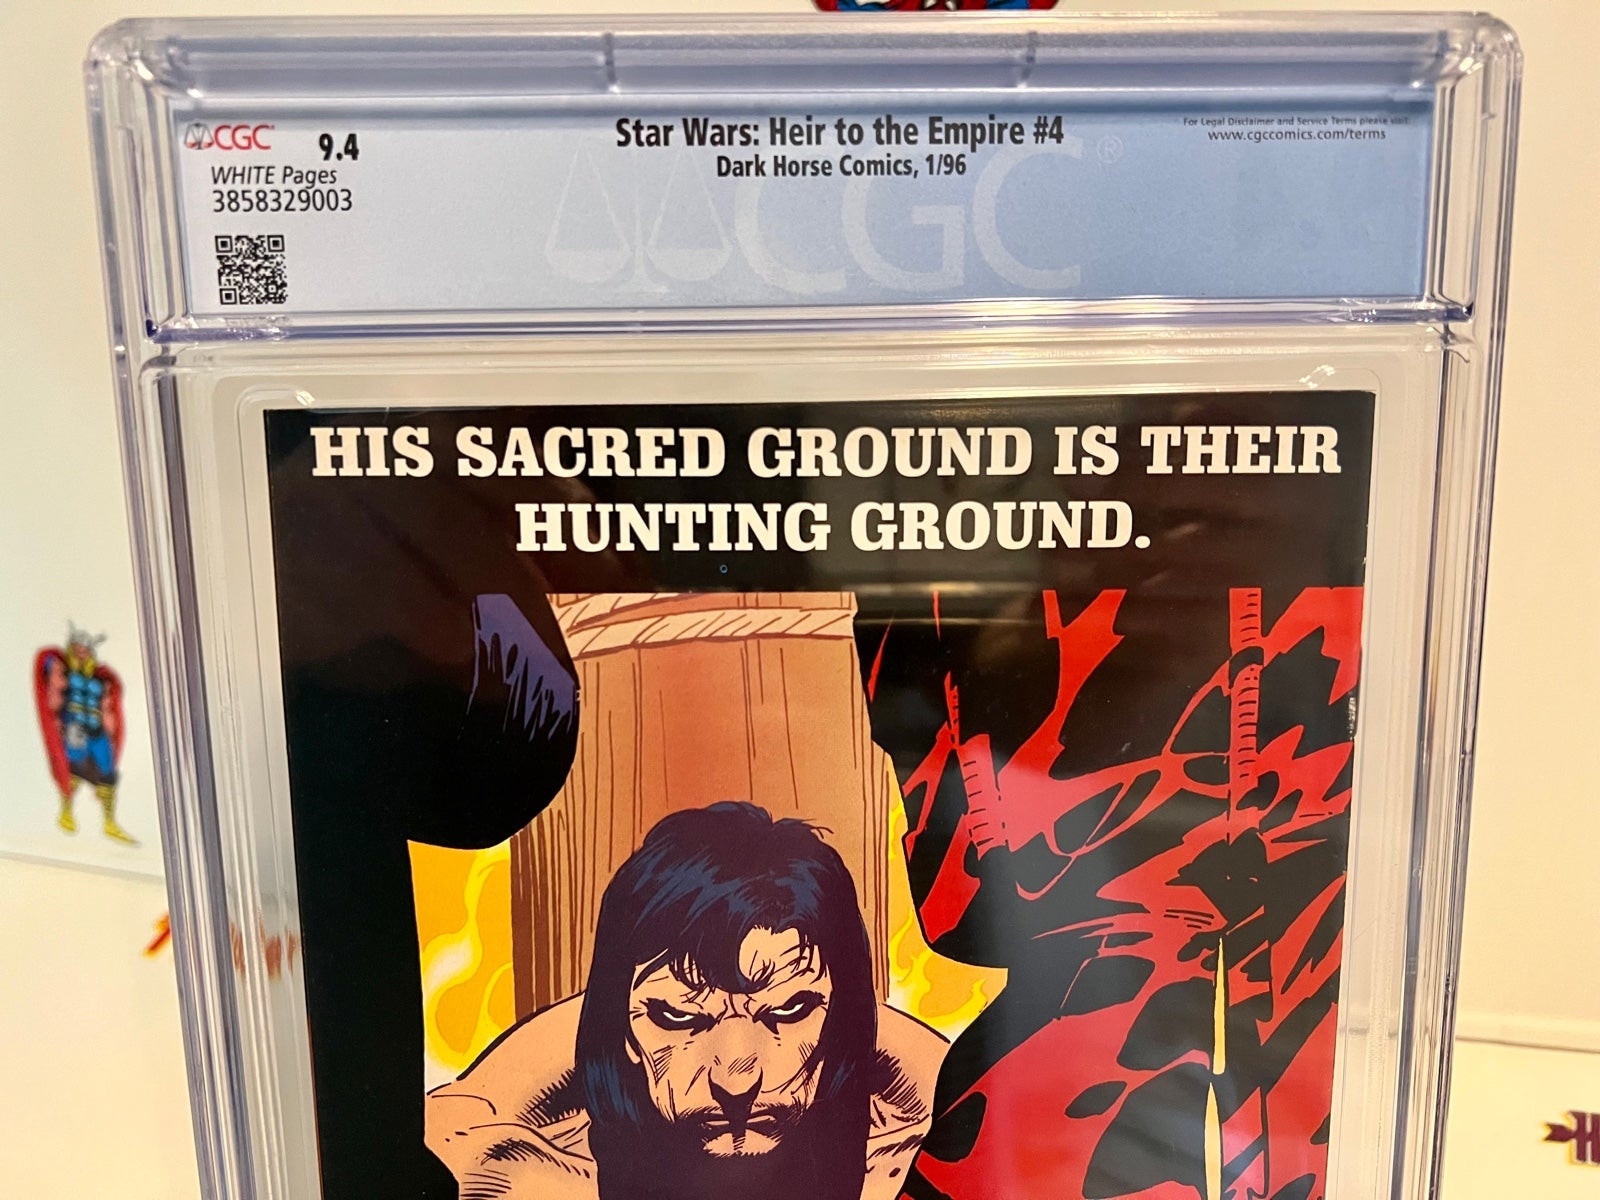 CGC 9.4
WHITE Pages
3858329003
Star Wars: Heir to the Empire #4
Dark Horse Comics, 1/96
For Legal Disclaimer and Service Terms please visit:
www.cgccomics.com/terms
CGC®
HIS SACRED GROUND IS THEIR
HUNTING GROUND.